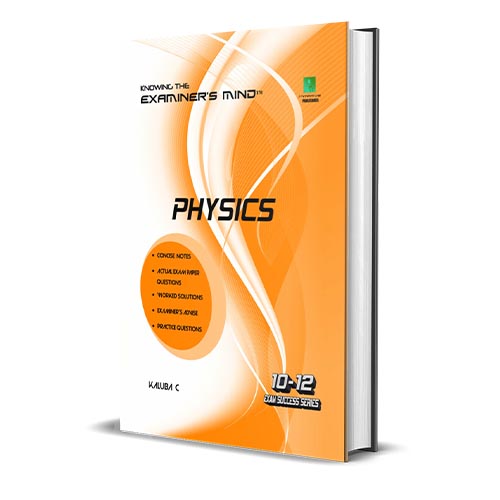 KNOWING THE
EXAMINER'S MIND
PUBLISHERS
PHYSICS
• CONCISE NOTES
• ACTUAL EXAM PAPER
QUESTIONS
• WORKED SOLUTIONS
• EXAMINER'S ADVISE
• PRACTICE QUESTIONS
KALUBA C
10-12
EXAM SUCCESS SERIES